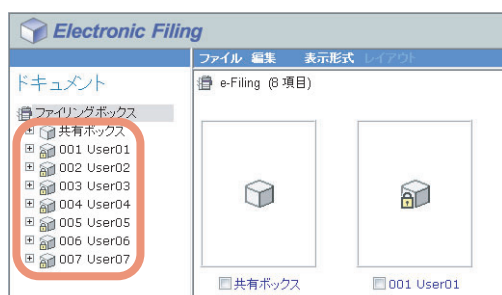 Electronic Filing
ファイル 編集 表示形式 レイアウト
ドキュメント
e-Filing (8 項目)
ファイリングボックス
共有ボックス
001 User01
002 User02
003 User03
004 User04
005 User05
006 User06
007 User07
共有ボックス
001 User01